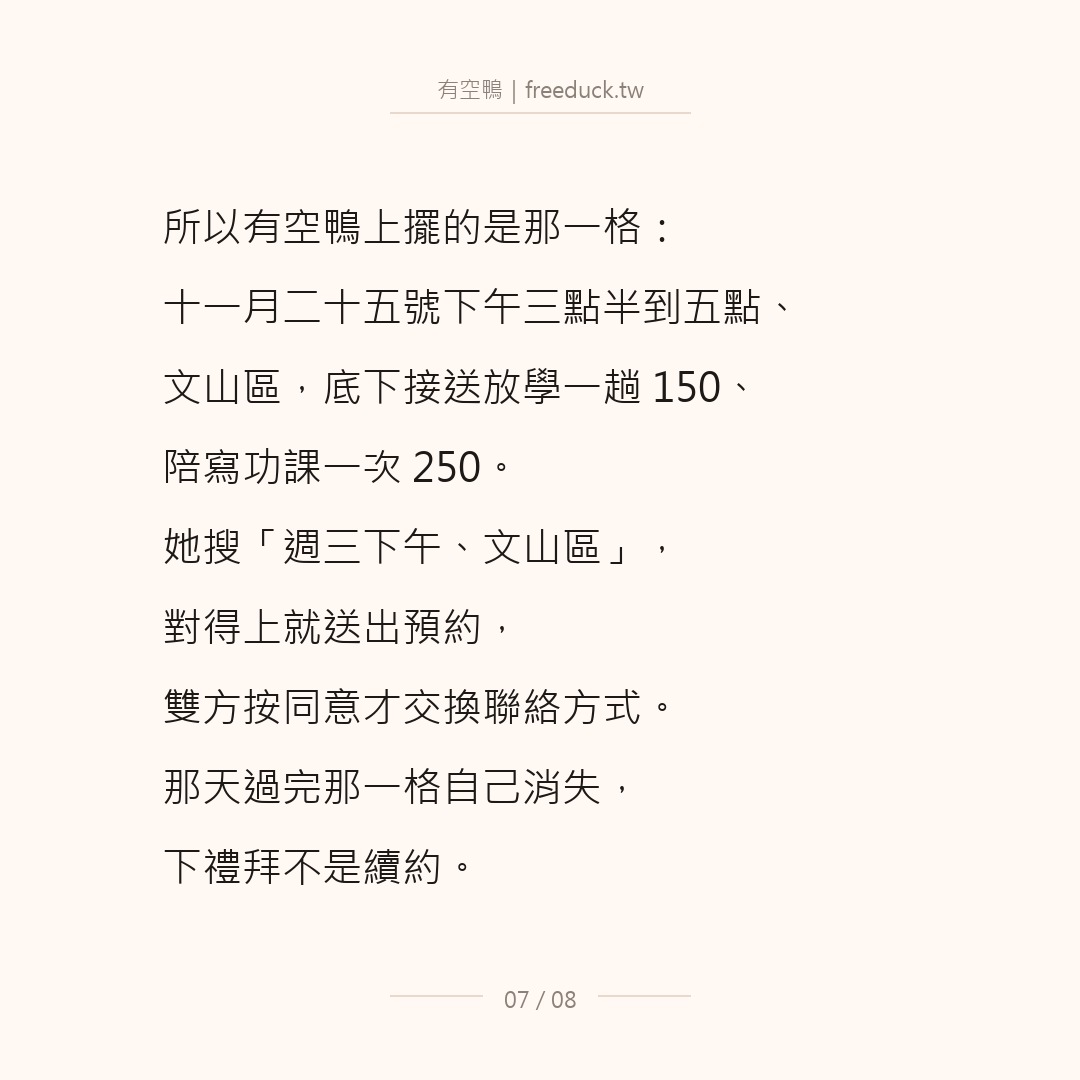 有空鴨 | freeduck.tw
所以有空鴨上擺的是那一格：
十一月二十五號下午三點半到五點、
文山區，底下接送放學一趟 150、
陪寫功課一次 250。
她搜「週三下午、文山區」，
對得上就送出預約，
雙方按同意才交換聯絡方式。
那天過完那一格自己消失，
下禮拜不是續約。
07 / 08